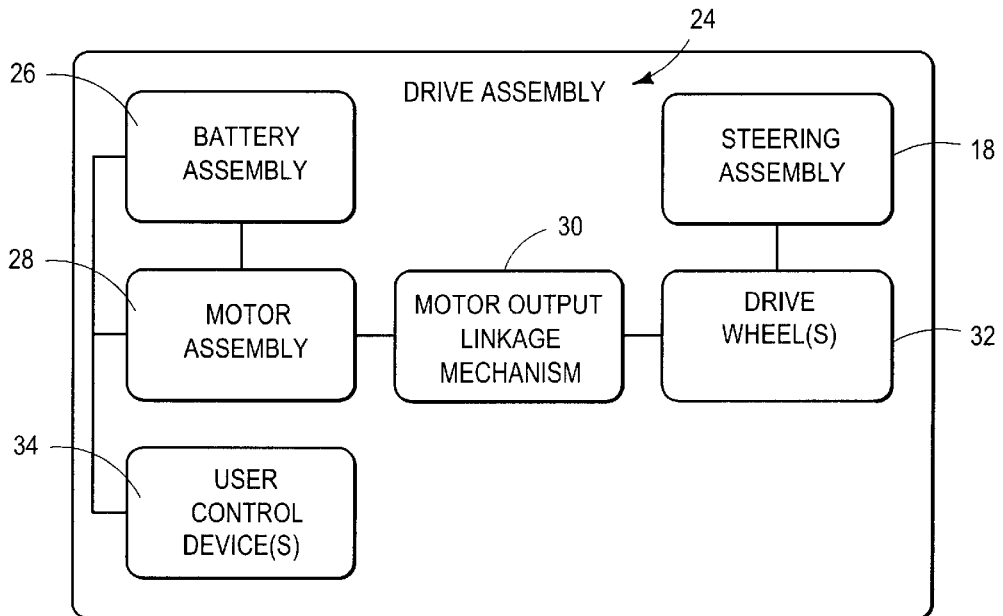 24
26
DRIVE ASSEMBLY
BATTERY
ASSEMBLY
STEERING
ASSEMBLY
18
28
30
MOTOR
ASSEMBLY
MOTOR OUTPUT
LINKAGE
MECHANISM
DRIVE
WHEEL(S)
32
34
USER
CONTROL
DEVICE(S)